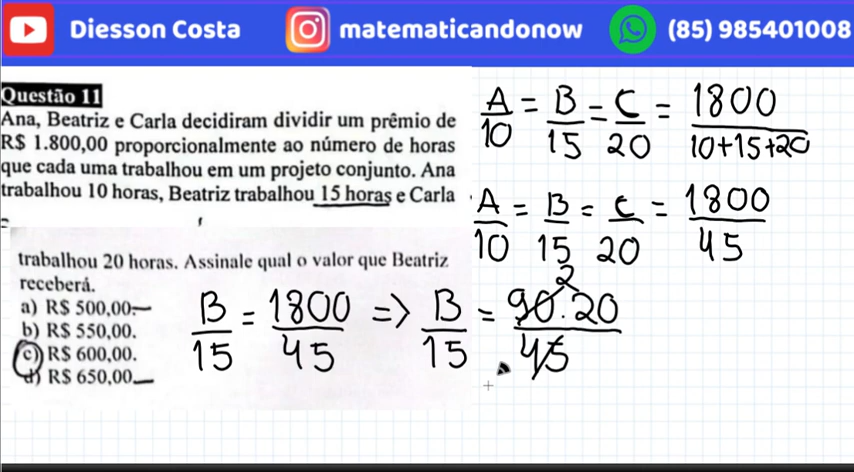 Diesson Costa matematicandonow (85) 985401008
Questão 11
Ana, Beatriz e Carla decidiram dividir um prêmio de
R$ 1.800,00 proporcionalmente ao número de horas
que cada uma trabalhou em um projeto conjunto. Ana
trabalhou 10 horas, Beatriz trabalhou 15 horas e Carla
trabalhou 20 horas. Assinale qual o valor que Beatriz
receberá.
a) R$ 500,00.
b) R$ 550,00.
c) R$ 600,00.
d) R$ 650,00
A/10 = B/15 = C/20 = 1800/10+15+20
A/10 = B/15 = C/20 = 1800/45
B/15 = 1800/45 => B/15 = 90.20/45
2